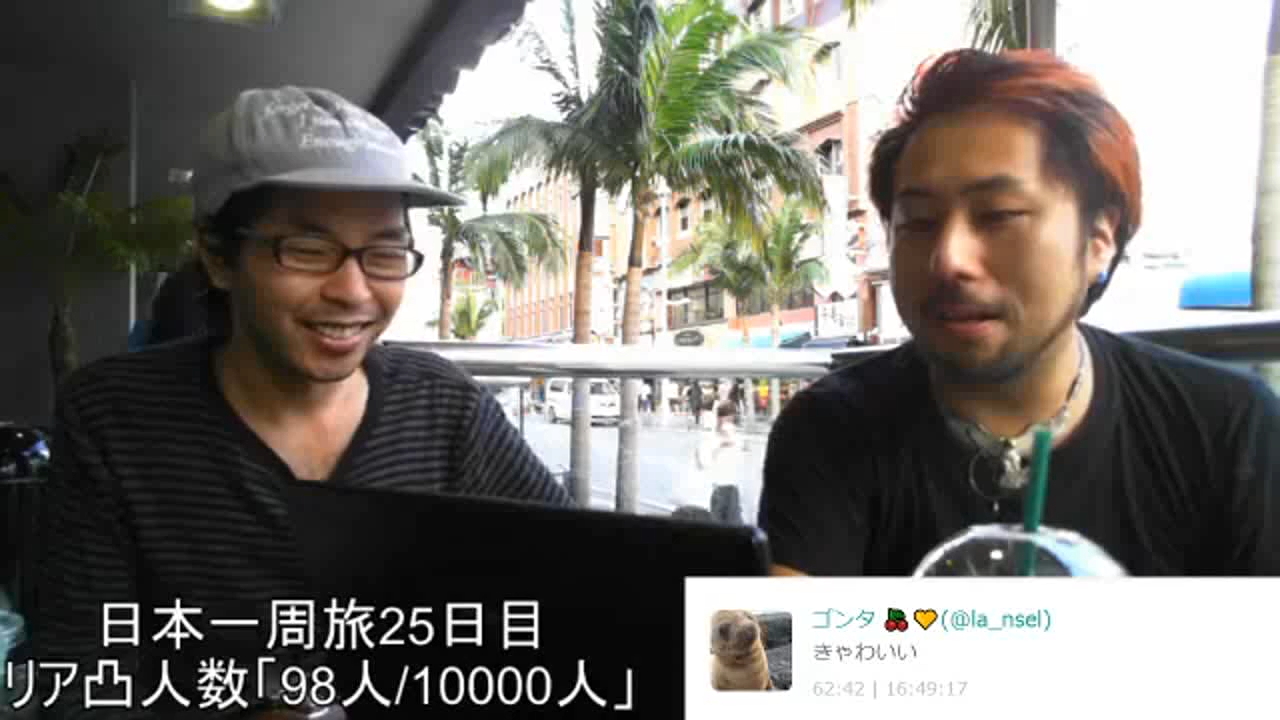 日本一周旅25日目
リア凸人数「98人/10000人」
ゴンタ🍒💛(@la_nsel)
きゃわいい
62:42 | 16:49:17